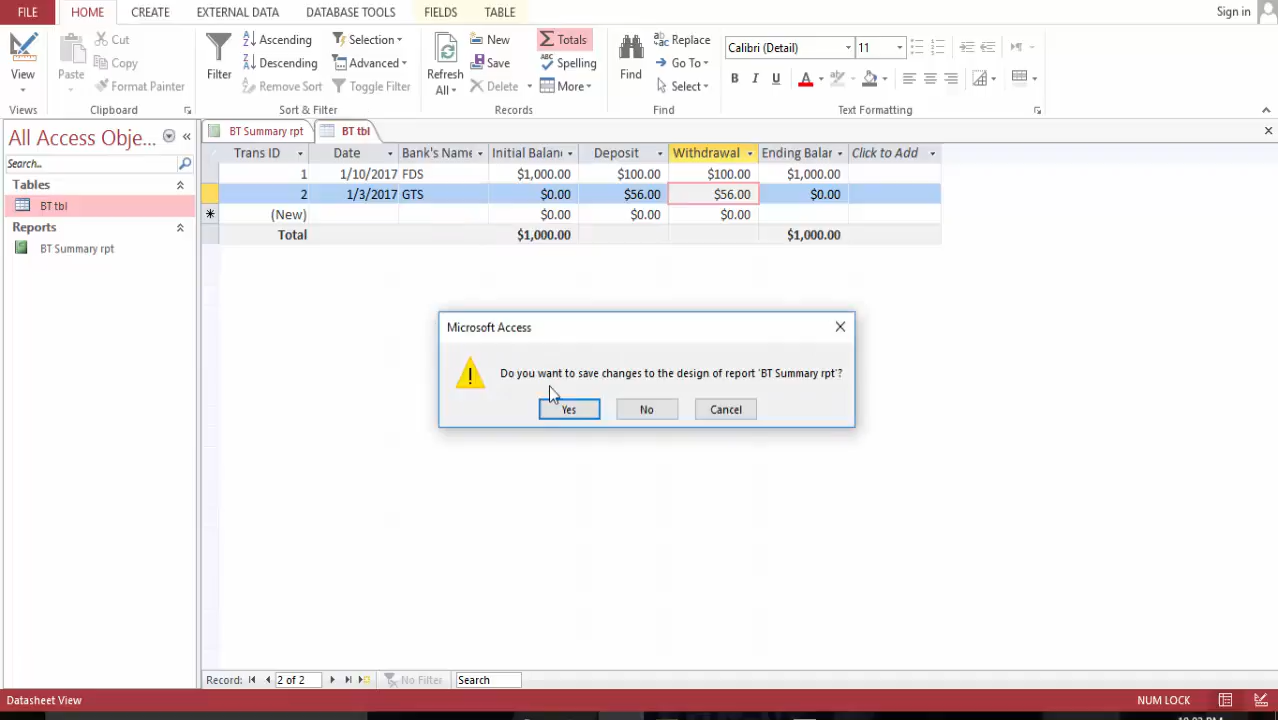 FILE HOME CREATE EXTERNAL DATA DATABASE TOOLS FIELDS TABLE Sign in
View Paste Cut Copy Format Painter
Filter Ascending Descending Remove Sort Selection Advanced Toggle Filter
Refresh All New Save Delete Totals Spelling More
Find Replace Go To Select
Calibri (Detail) 11
B I U A
Views Clipboard Sort & Filter Records Find Text Formatting
All Access Obje...
Search...
Tables
BT tbl
Reports
BT Summary rpt
BT Summary rpt BT tbl
Trans ID Date Bank's Name Initial Balan Deposit Withdrawal Ending Balar Click to Add
1 1/10/2017 FDS $1,000.00 $100.00 $100.00 $1,000.00
2 1/3/2017 GTS $0.00 $56.00 $56.00 $0.00
* (New) $0.00 $0.00 $0.00
Total $1,000.00 $1,000.00
Microsoft Access
Do you want to save changes to the design of report 'BT Summary rpt'?
Yes No Cancel
Record: 2 of 2 No Filter Search
Datasheet View NUM LOCK